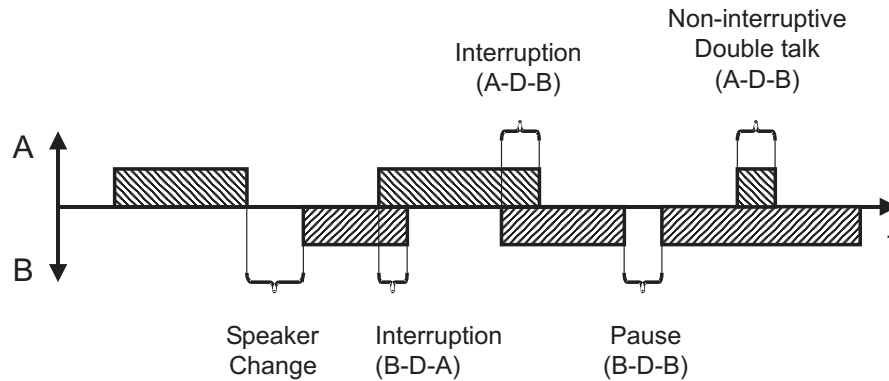 Non-interruptive
Double talk
(A-D-B)
Interruption
(A-D-B)
A
B
Speaker
Change
Interruption
(B-D-A)
Pause
(B-D-B)